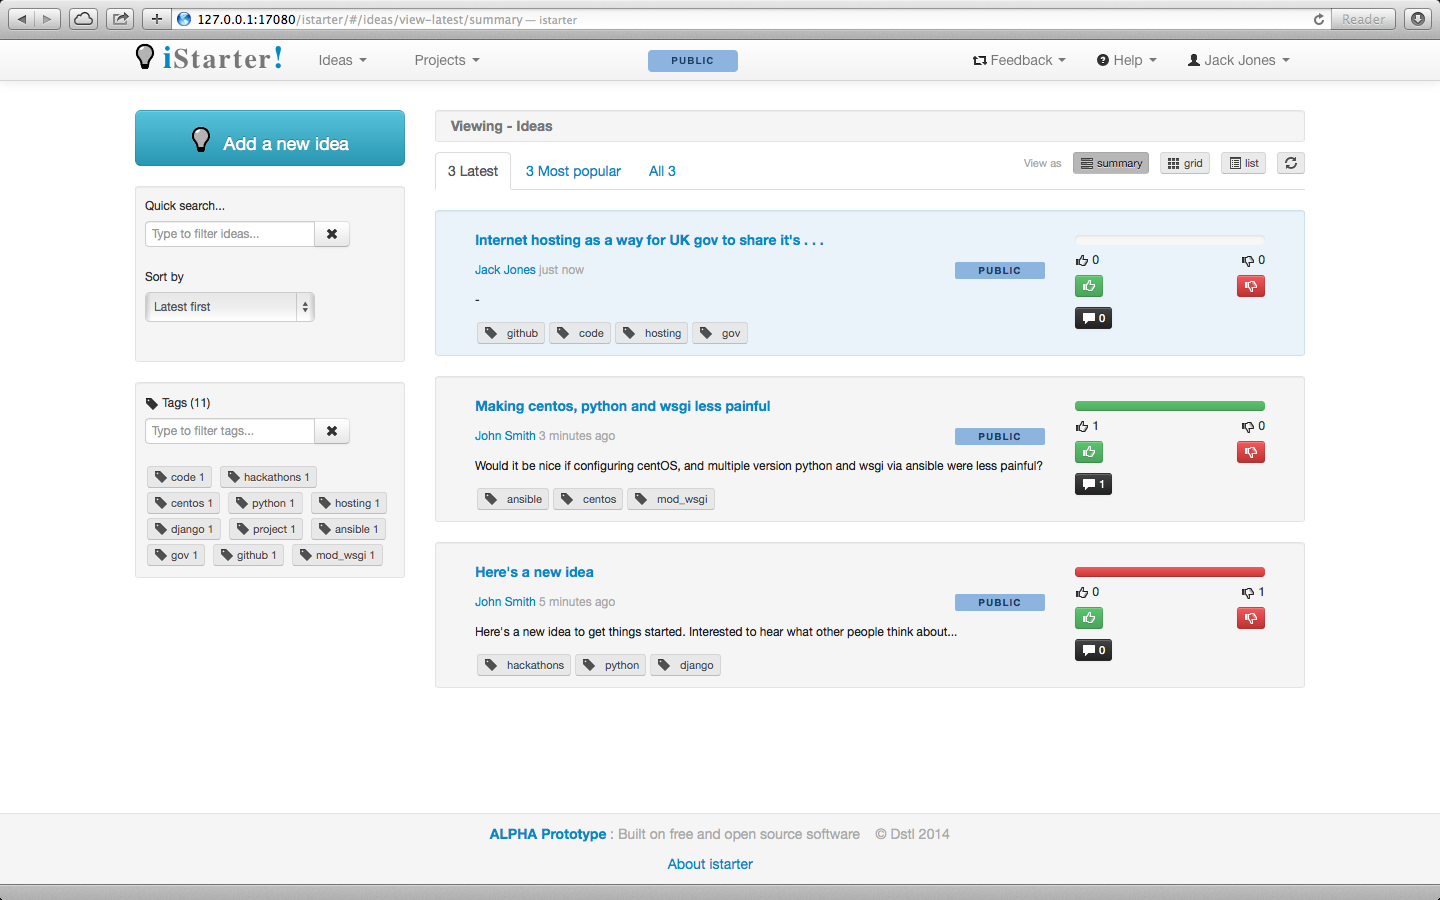 127.0.0.1:17080/istarter/#/ideas/view-latest/summary — istarter
Reader
iStarter!
Ideas
Projects
PUBLIC
Feedback
Help
Jack Jones
Add a new idea
Quick search...
Type to filter ideas...
Sort by
Latest first
Tags (11)
Type to filter tags...
code 1
hackathons 1
centos 1
python 1
hosting 1
django 1
project 1
ansible 1
gov 1
github 1
mod_wsgi 1
Viewing - Ideas
3 Latest
3 Most popular
All 3
View as
summary
grid
list
Internet hosting as a way for UK gov to share it's . . .
Jack Jones just now
PUBLIC
-
github
code
hosting
gov
0
0
0
Making centos, python and wsgi less painful
John Smith 3 minutes ago
PUBLIC
Would it be nice if configuring centOS, and multiple version python and wsgi via ansible were less painful?
ansible
centos
mod_wsgi
1
0
1
Here's a new idea
John Smith 5 minutes ago
PUBLIC
Here's a new idea to get things started. Interested to hear what other people think about...
hackathons
python
django
0
1
0
ALPHA Prototype : Built on free and open source software © Dstl 2014
About istarter